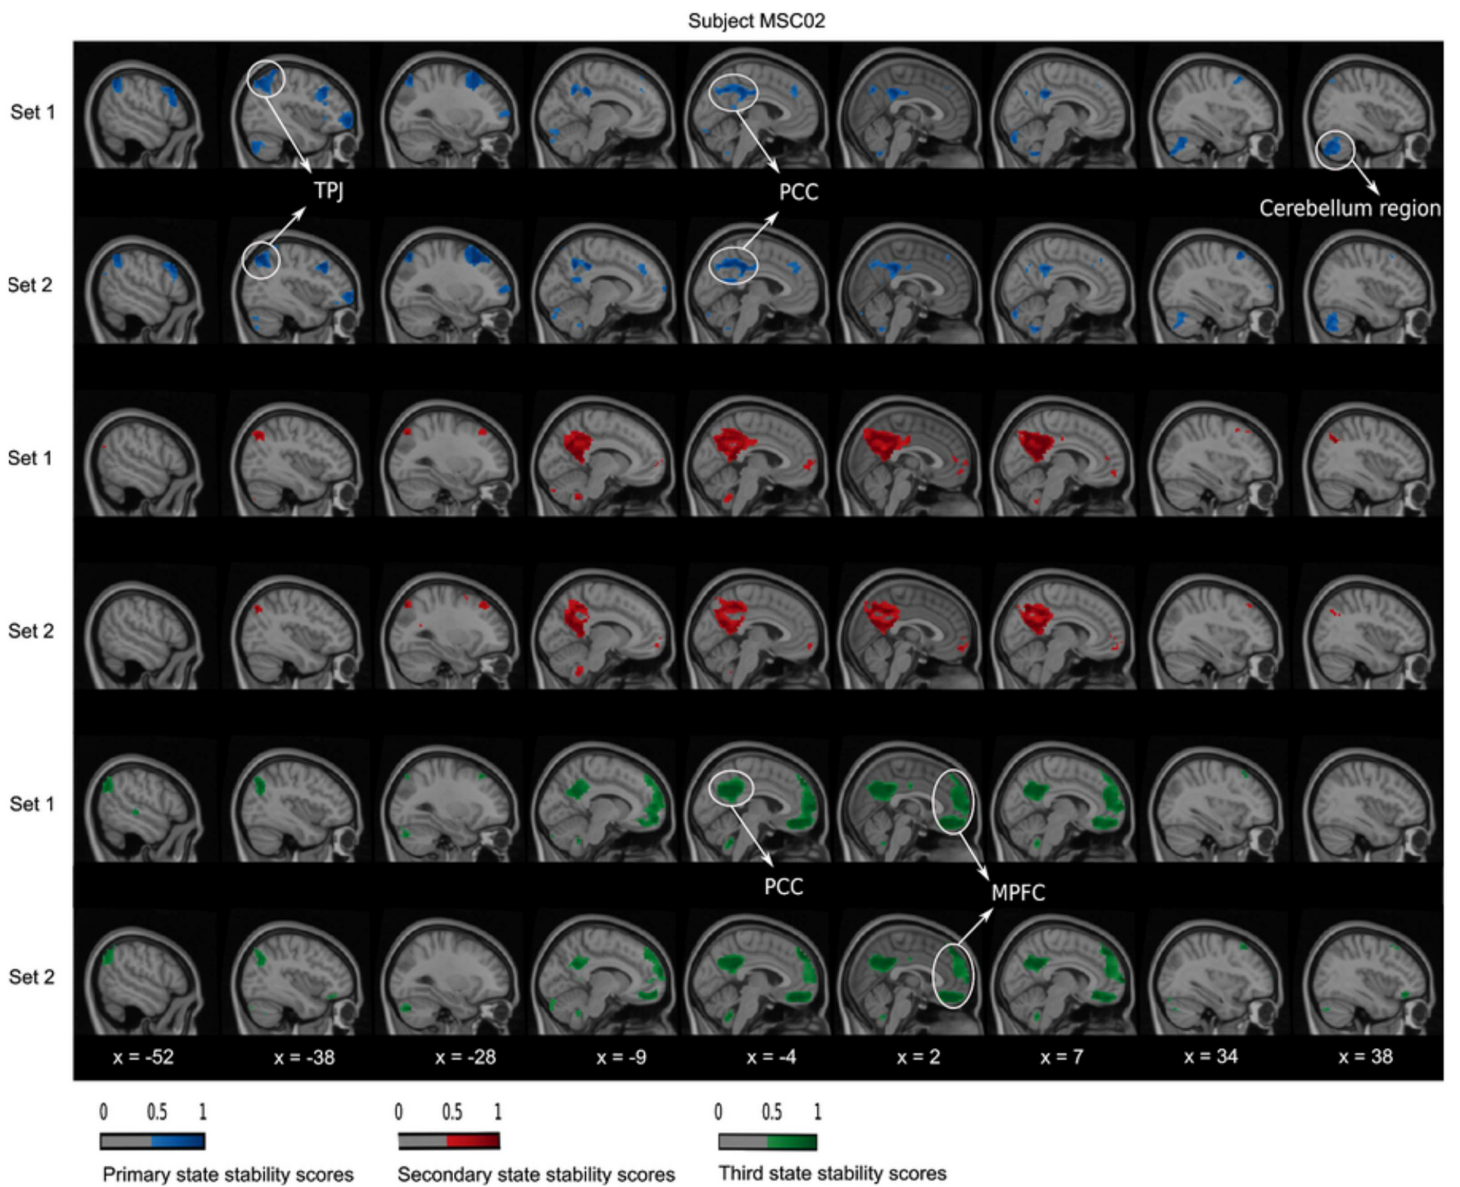 Subject MSC02
Set 1
TPJ
PCC
Cerebellum region
Set 2
Set 1
Set 2
Set 1
PCC
MPFC
Set 2
x = -52 x = -38 x = -28 x = -9 x = -4 x = 2 x = 7 x = 34 x = 38
0 0.5 1 0 0.5 1 0 0.5 1
Primary state stability scores Secondary state stability scores Third state stability scores